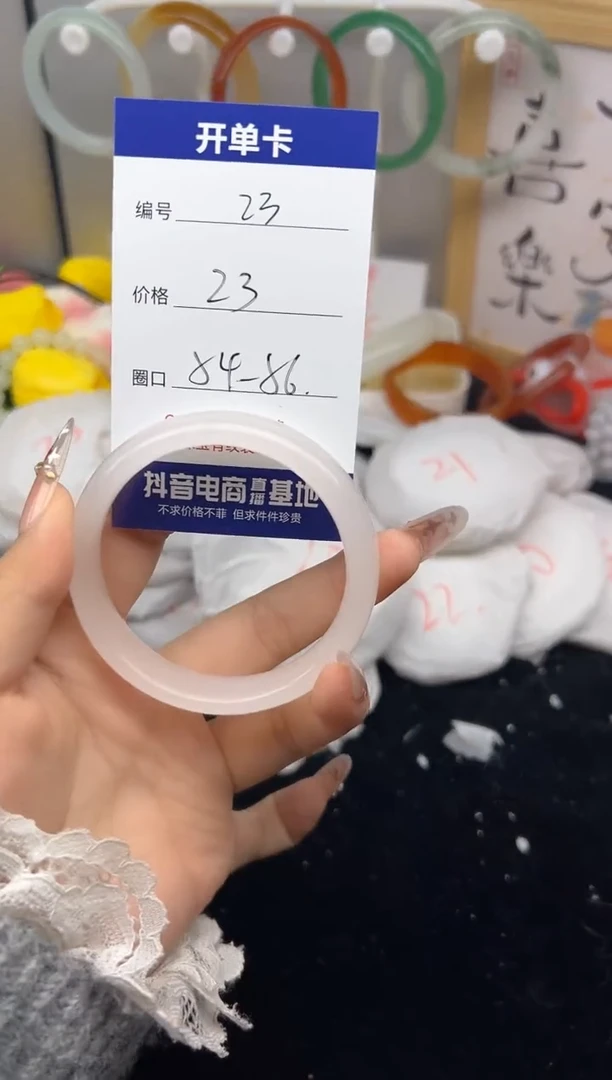 开单卡
编号 23
价格 23
圈口 84-86.
抖音电商直播基地
不求价格不菲 但求件件珍贵
21
22.
樂